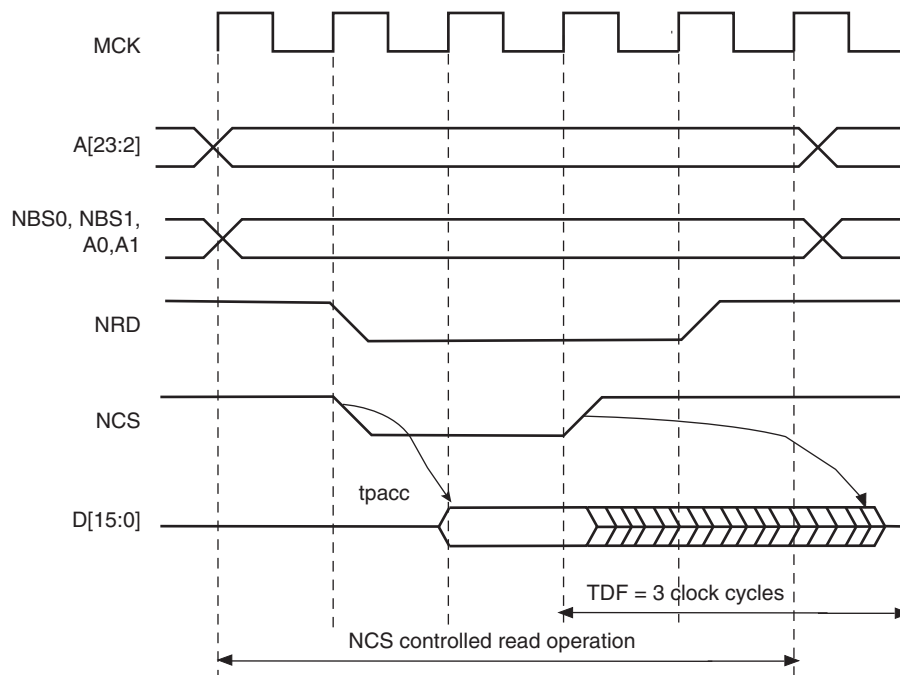 MCK
A[23:2]
NBS0, NBS1,
A0,A1
NRD
NCS
tpacc
D[15:0]
TDF = 3 clock cycles
NCS controlled read operation